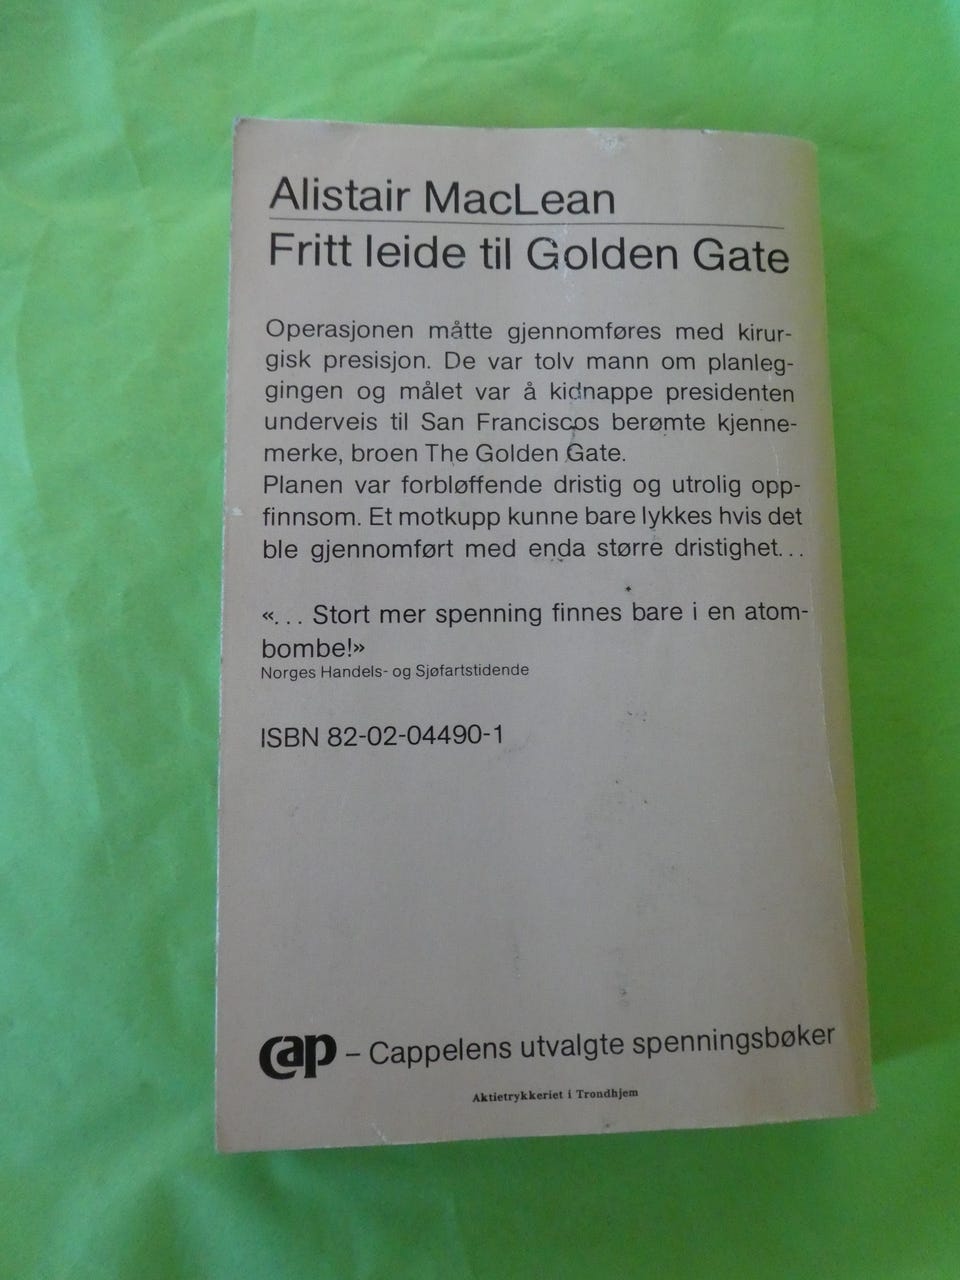 Alistair MacLean
Fritt leide til Golden Gate
Operasjonen måtte gjennomføres med kirur-
gisk presisjon. De var tolv mann om planleg-
gingen og målet var å kidnappe presidenten
underveis til San Franciscos berømte kjenne-
merke, broen The Golden Gate.
Planen var forbløffende dristig og utrolig opp-
finnsom. Et motkupp kunne bare lykkes hvis det
ble gjennomført med enda større dristighet...
«... Stort mer spenning finnes bare i en atom-
bombe!»
Norges Handels- og Sjøfartstidende
ISBN 82-02-04490-1
cap – Cappelens utvalgte spenningsbøker
Aktietrykkeriet i Trondhjem